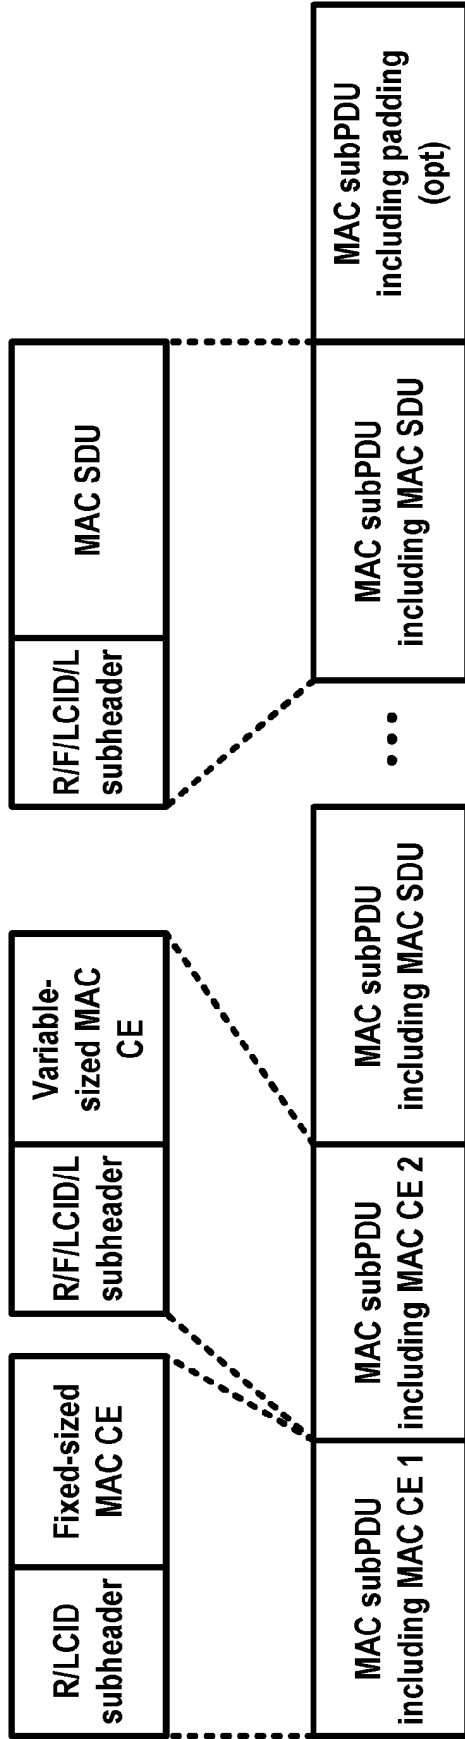 R/LCID
subheader
Fixed-sized
MAC CE
R/F/LCID/L
subheader
Variable-
sized MAC
CE
R/F/LCID/L
subheader
MAC SDU
MAC subPDU
including MAC CE 1
MAC subPDU
including MAC CE 2
MAC subPDU
including MAC SDU
...
MAC subPDU
including MAC SDU
MAC subPDU
including padding
(opt)